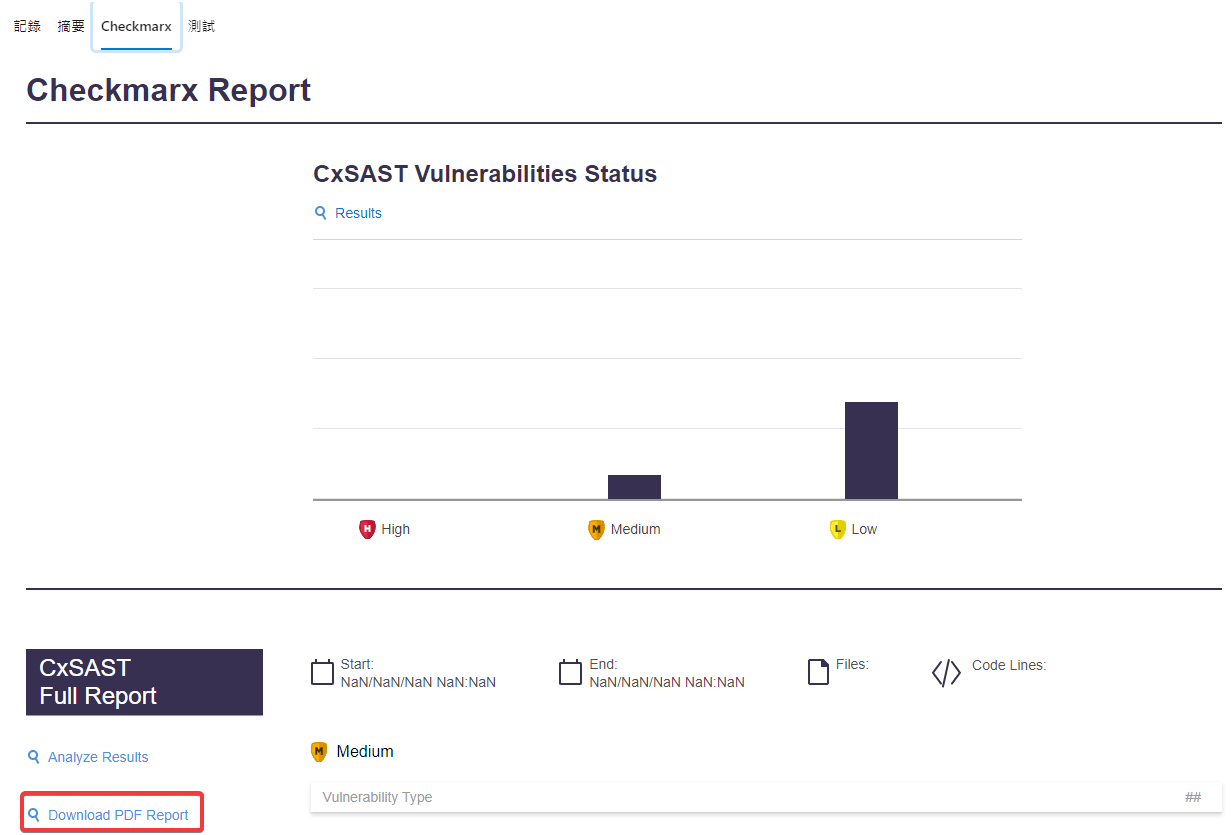 記錄 摘要 Checkmarx 測試
Checkmarx Report
CxSAST Vulnerabilities Status
Results
H High M Medium L Low
CxSAST
Full Report
Start:
NaN/NaN/NaN NaN:NaN
End:
NaN/NaN/NaN NaN:NaN
Files:
Code Lines:
Analyze Results
Download PDF Report
M Medium
Vulnerability Type ##